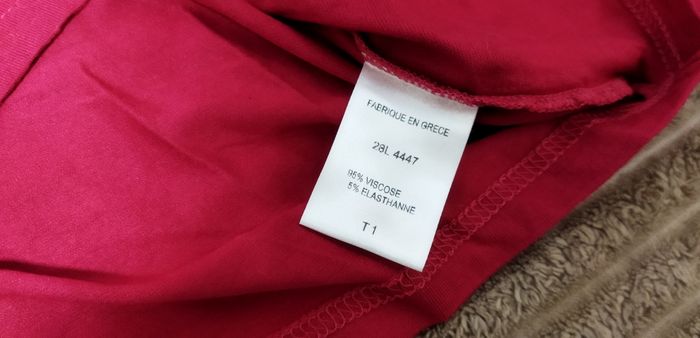 FABRIQUE EN GRECE
28L 4447
95% VISCOSE
5% ELASTHANNE
T 1